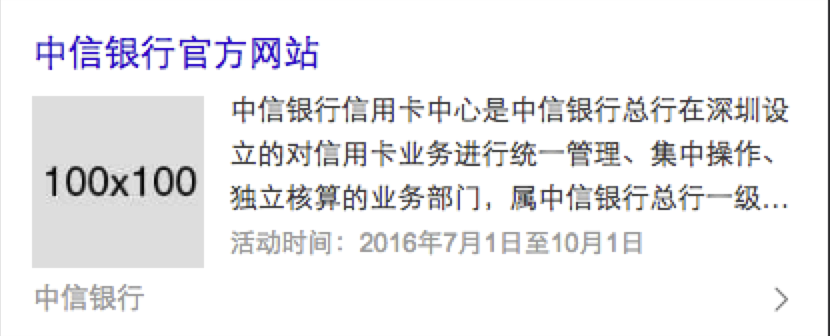 中信银行官方网站
100x100
中信银行信用卡中心是中信银行总行在深圳设
立的对信用卡业务进行统一管理、集中操作、
独立核算的业务部门，属中信银行总行一级...
活动时间：2016年7月1日至10月1日
中信银行